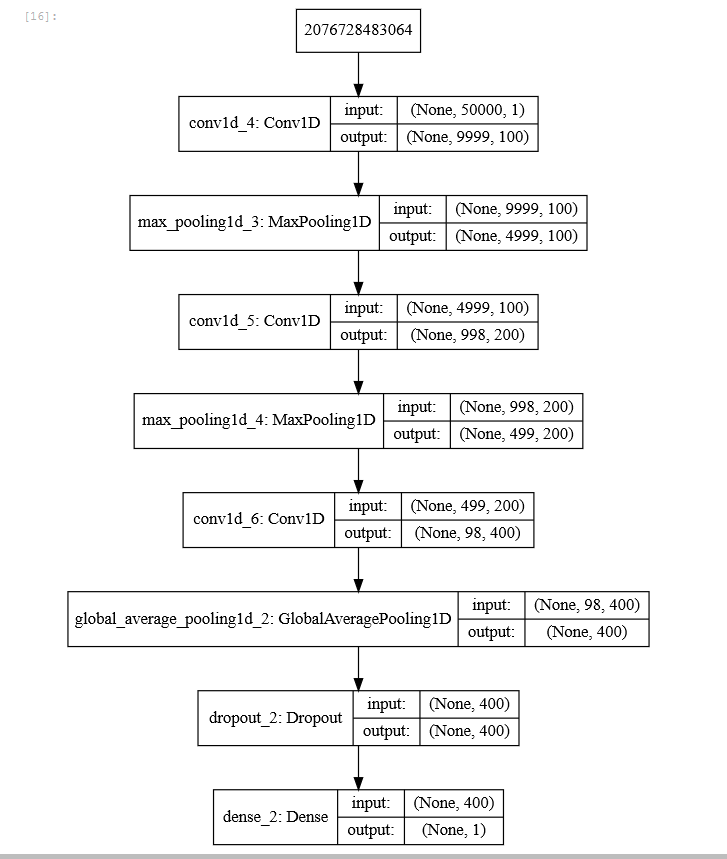 [16]:
2076728483064
conv1d_4: Conv1D
input: (None, 50000, 1)
output: (None, 9999, 100)
max_pooling1d_3: MaxPooling1D
input: (None, 9999, 100)
output: (None, 4999, 100)
conv1d_5: Conv1D
input: (None, 4999, 100)
output: (None, 998, 200)
max_pooling1d_4: MaxPooling1D
input: (None, 998, 200)
output: (None, 499, 200)
conv1d_6: Conv1D
input: (None, 499, 200)
output: (None, 98, 400)
global_average_pooling1d_2: GlobalAveragePooling1D
input: (None, 98, 400)
output: (None, 400)
dropout_2: Dropout
input: (None, 400)
output: (None, 400)
dense_2: Dense
input: (None, 400)
output: (None, 1)